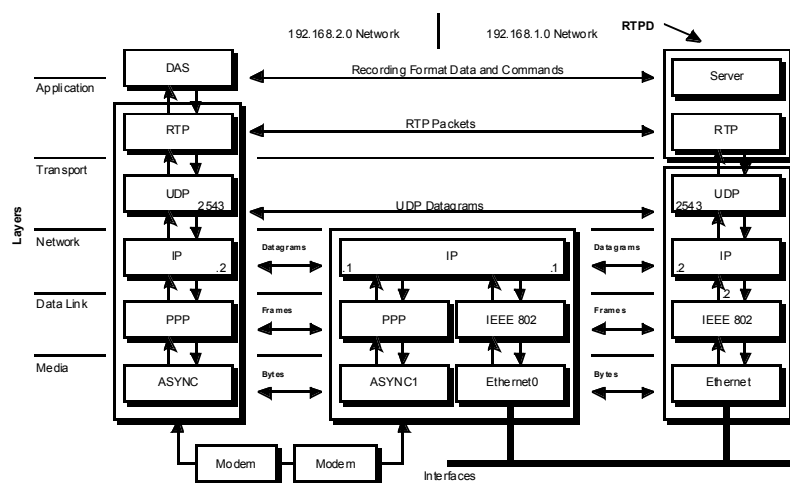 192.168.2.0 Network
192.168.1.0 Network
RTPD
Layers
Application
DAS
Recording Format Data and Commands
Server
RTP
RTP Packets
RTP
Transport
UDP
2543
UDP Datagrams
UDP
2543
Network
IP
.2
Datagrams
.1
IP
.1
Datagrams
IP
.2
.2
Data Link
PPP
Frames
PPP
IEEE 802
Frames
IEEE 802
Media
ASYNC
Bytes
ASYNC1
Ethernet0
Bytes
Ethernet
Modem
Modem
Interfaces